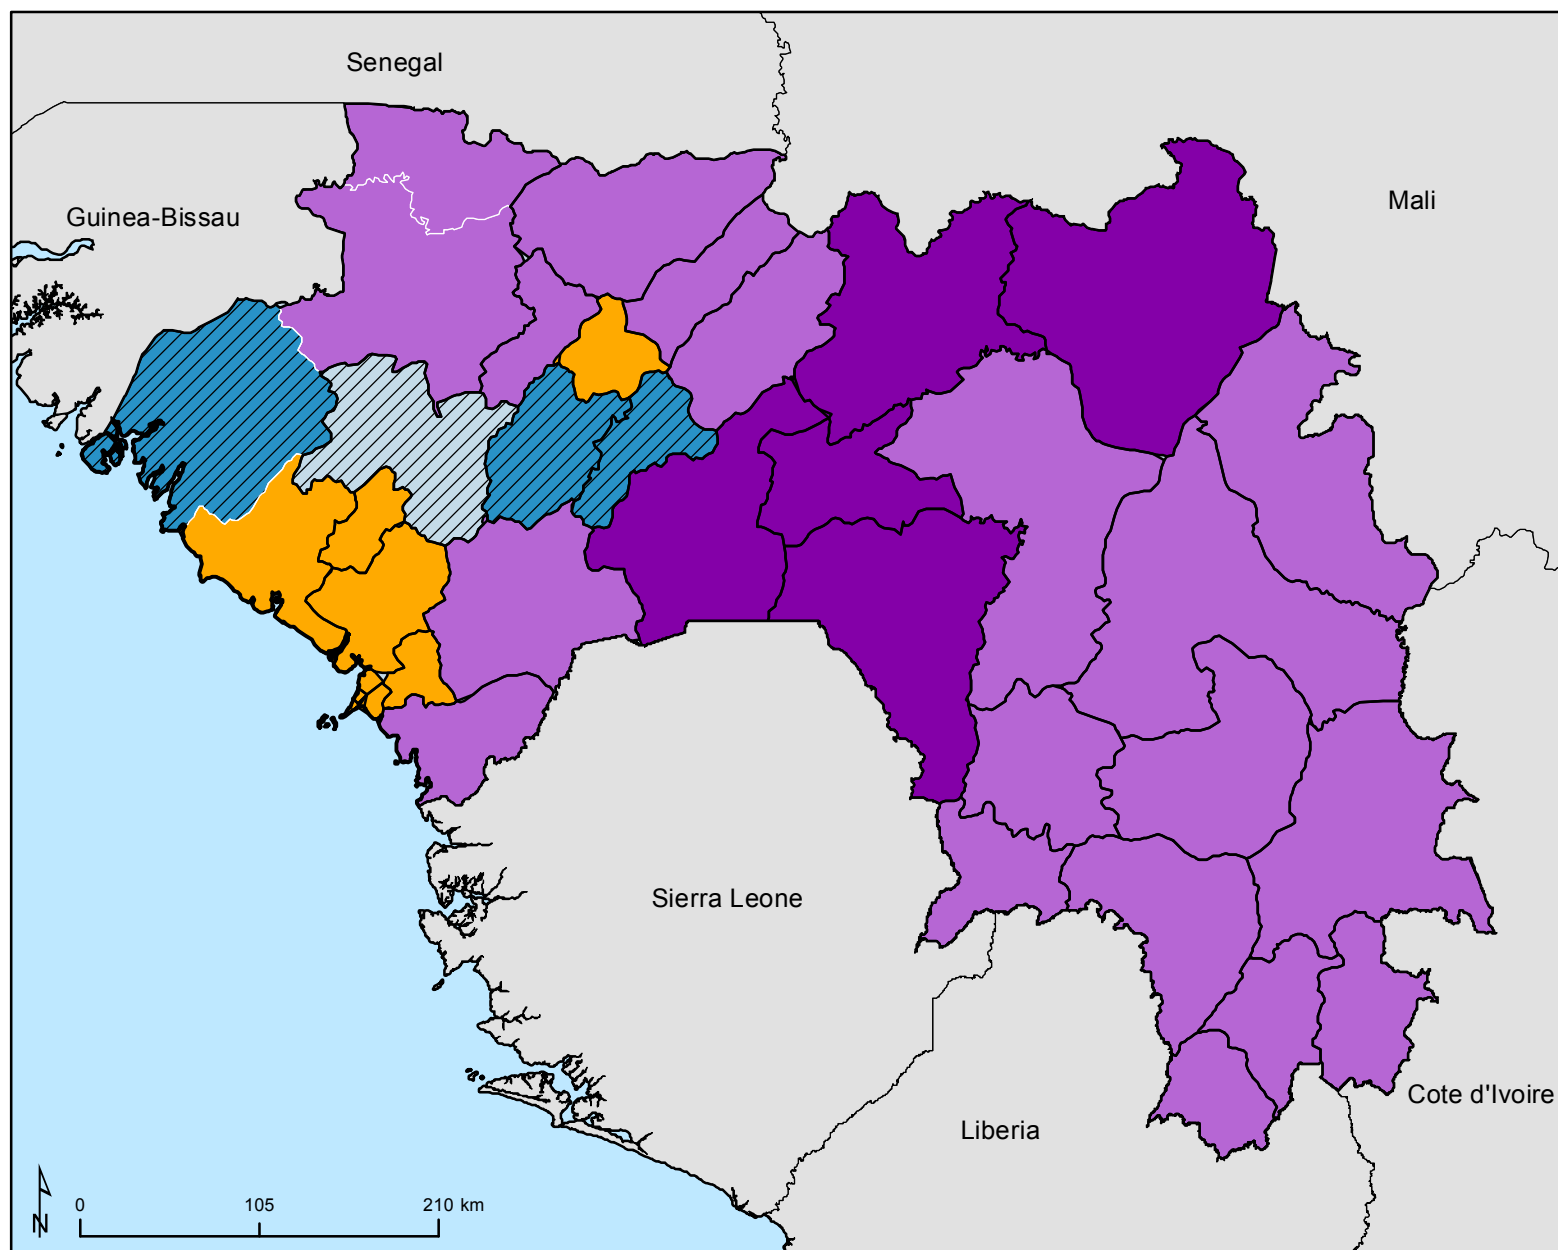 Senegal
Mali
Guinea-Bissau
Sierra Leone
Cote d'Ivoire
Liberia
0 105 210 km
N